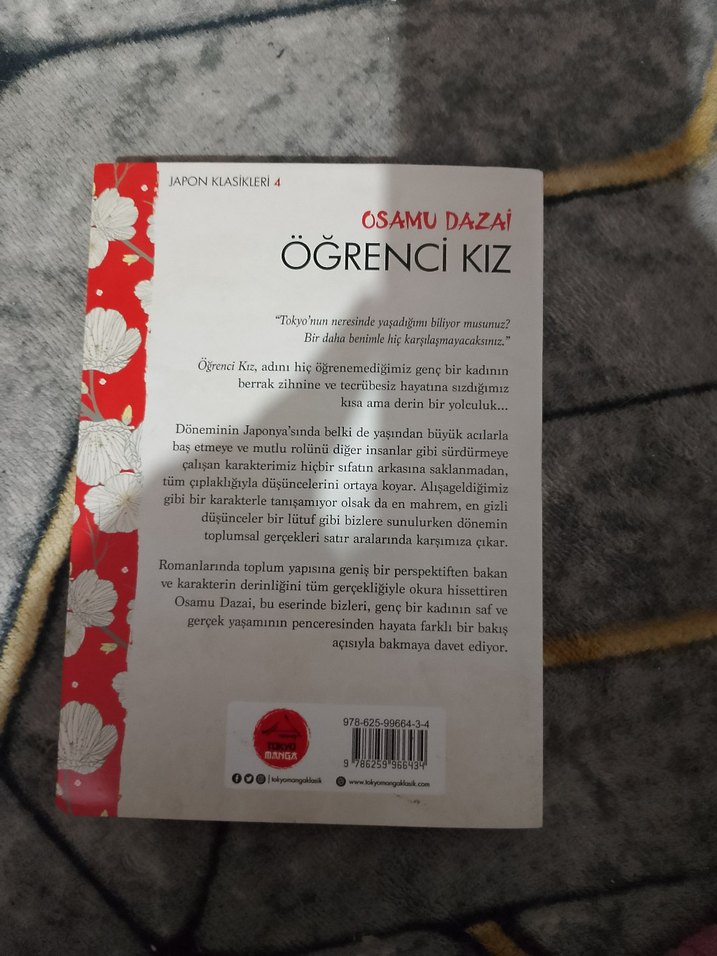 JAPON KLASİKLERİ 4
OSAMU DAZAİ
ÖĞRENCİ KIZ
“Tokyo’nun neresinde yaşadığımı biliyor musunuz?
Bir daha benimle hiç karşılaşmayacaksınız.”
Öğrenci Kız, adını hiç öğrenemediğimiz genç bir kadının
berrak zihnine ve tecrübesiz hayatına sızdığımız
kısa ama derin bir yolculuk...
Döneminin Japonya’sında belki de yaşından büyük acılarla
baş etmeye ve mutlu rolünü diğer insanlar gibi sürdürmeye
çalışan karakterimiz hiçbir sıfatın arkasına saklanmadan,
tüm çıplaklığıyla düşüncelerini ortaya koyar. Alışageldiğimiz
gibi bir karakterle tanışamıyor olsak da en mahrem, en gizli
düşünceler bir lütuf gibi bizlere sunulurken dönemin
toplumsal gerçekleri satır aralarında karşımıza çıkar.
Romanlarında toplum yapısına geniş bir perspektiften bakan
ve karakterin derinliğini tüm gerçekliğiyle okura hissettiren
Osamu Dazai, bu eserinde bizleri, genç bir kadının saf ve
gerçek yaşamının penceresinden hayata farklı bir bakış
açısıyla bakmaya davet ediyor.
TOKYO
MANGA
978-625-99664-3-4
9 786259 966434
| tokyomangaklasik
www.tokyomangaklasik.com